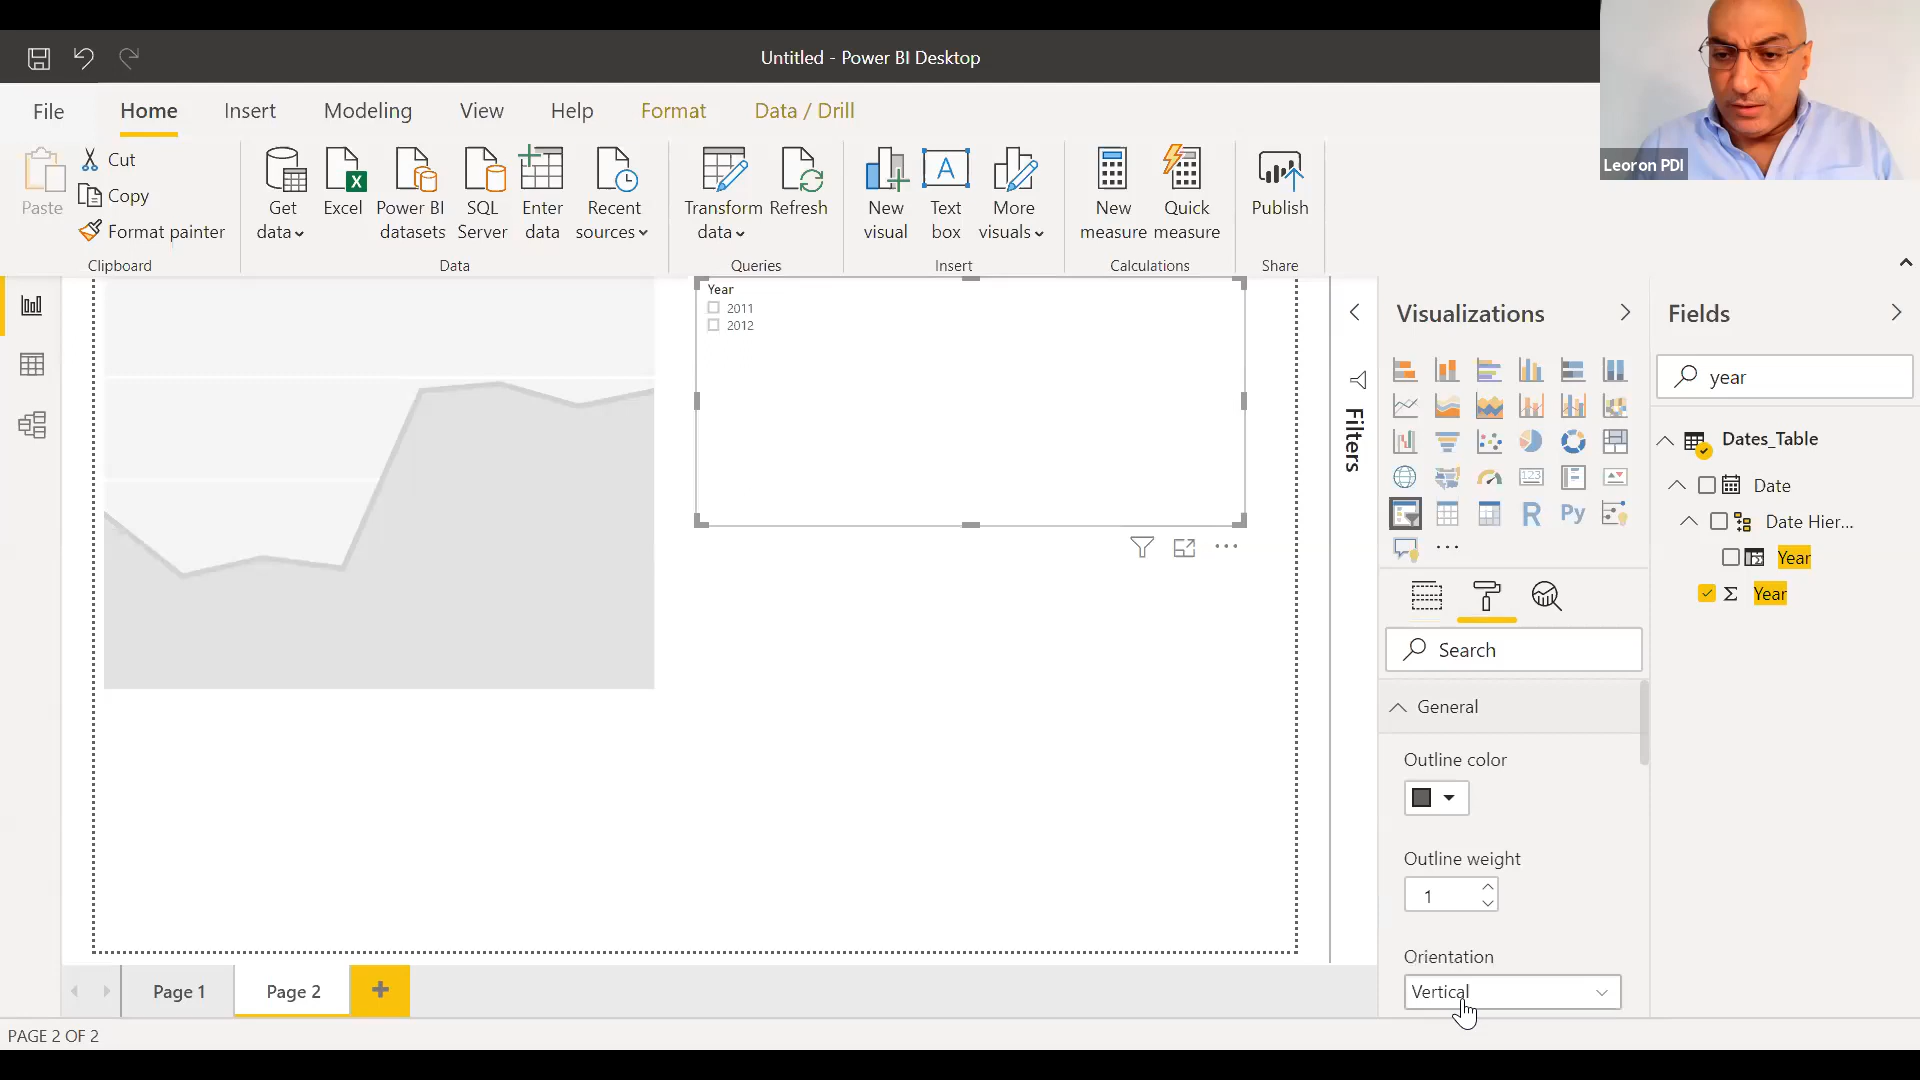 Untitled - Power BI Desktop
Leoron PDI
File Home Insert Modeling View Help Format Data / Drill
Paste
Cut
Copy
Format painter
Clipboard
Get data
Excel
Power BI datasets
SQL Server
Enter data
Recent sources
Data
Transform data
Refresh
Queries
New visual
A
Text box
More visuals
Insert
New measure
Quick measure
Calculations
Publish
Share
Year
2011
2012
Filters
Visualizations
123
R
Py
Search
General
Outline color
Outline weight
1
Orientation
Vertical
Fields
year
Dates_Table
Date
Date Hier...
Year
Year
Page 1
Page 2
PAGE 2 OF 2